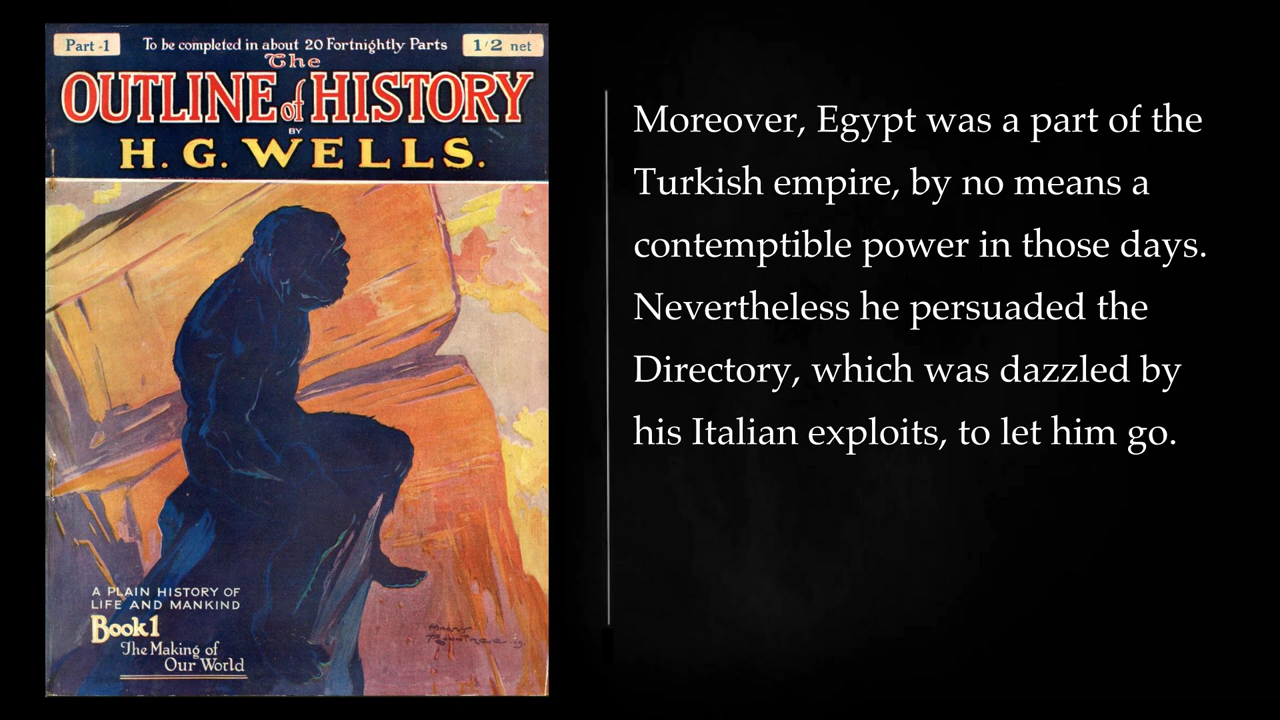 Part -1
To be completed in about 20 Fortnightly Parts
1/2 net
The
OUTLINE of HISTORY
BY
H. G. WELLS.
A PLAIN HISTORY OF
LIFE AND MANKIND
Book 1
The Making of
Our World
Moreover, Egypt was a part of the
Turkish empire, by no means a
contemptible power in those days.
Nevertheless he persuaded the
Directory, which was dazzled by
his Italian exploits, to let him go.